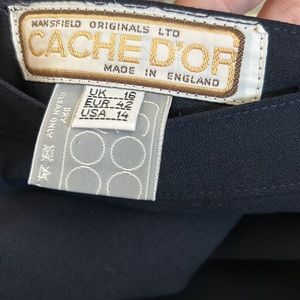 MANSFIELD ORIGINALS LTD
CACHE D'OR
MADE IN ENGLAND
UK 16
EUR 42
USA 14